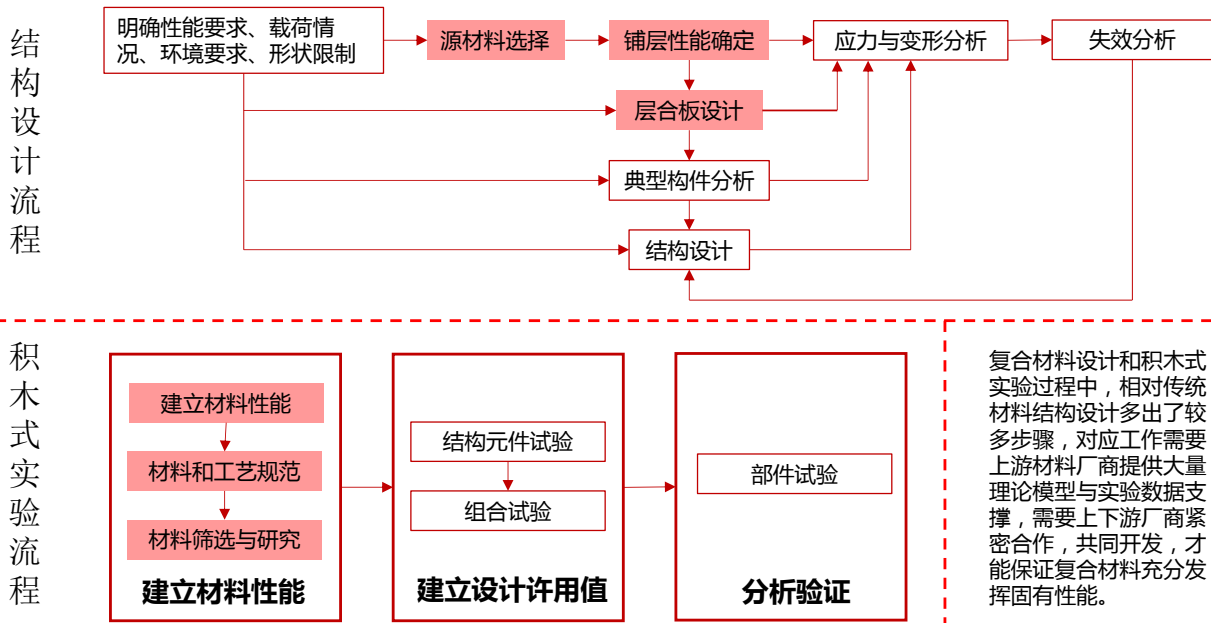 结构设计流程
明确性能要求、载荷情
况、环境要求、形状限制
源材料选择
铺层性能确定
应力与变形分析
失效分析
层合板设计
典型构件分析
结构设计
积木式实验流程
建立材料性能
材料和工艺规范
材料筛选与研究
建立材料性能
结构元件试验
组合试验
建立设计许用值
部件试验
分析验证
复合材料设计和积木式
实验过程中，相对传统
材料结构设计多出了较
多步骤，对应工作需要
上游材料厂商提供大量
理论模型与实验数据支
撑，需要上下游厂商紧
密合作，共同开发，才
能保证复合材料充分发
挥固有性能。